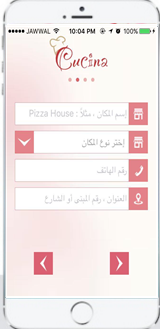 JAWWAL 10:04 PM 100%
Cucina
إسم المكان ، مثلاً : Pizza House
إختر نوع المكان
رقم الهاتف
العنوان ، رقم المبنى أو الشارع